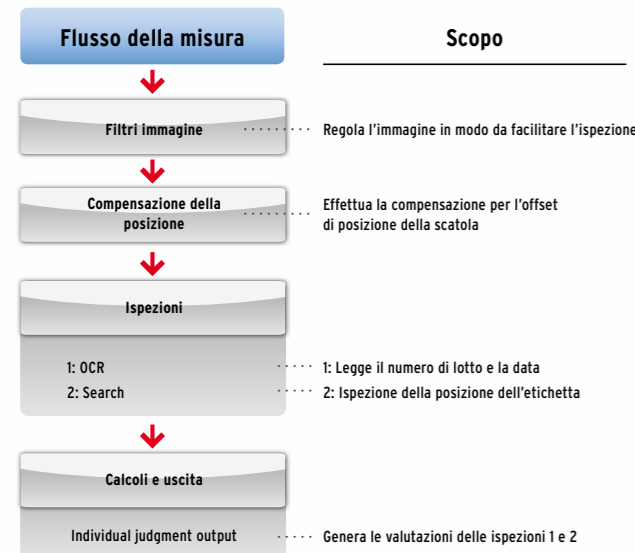 Flusso della misura
Scopo
Filtri immagine
Regola l'immagine in modo da facilitare l'ispezione
Compensazione della
posizione
Effettua la compensazione per l'offset
di posizione della scatola
Ispezioni
1: OCR
1: Legge il numero di lotto e la data
2: Search
2: Ispezione della posizione dell'etichetta
Calcoli e uscita
Individual judgment output
Genera le valutazioni delle ispezioni 1 e 2